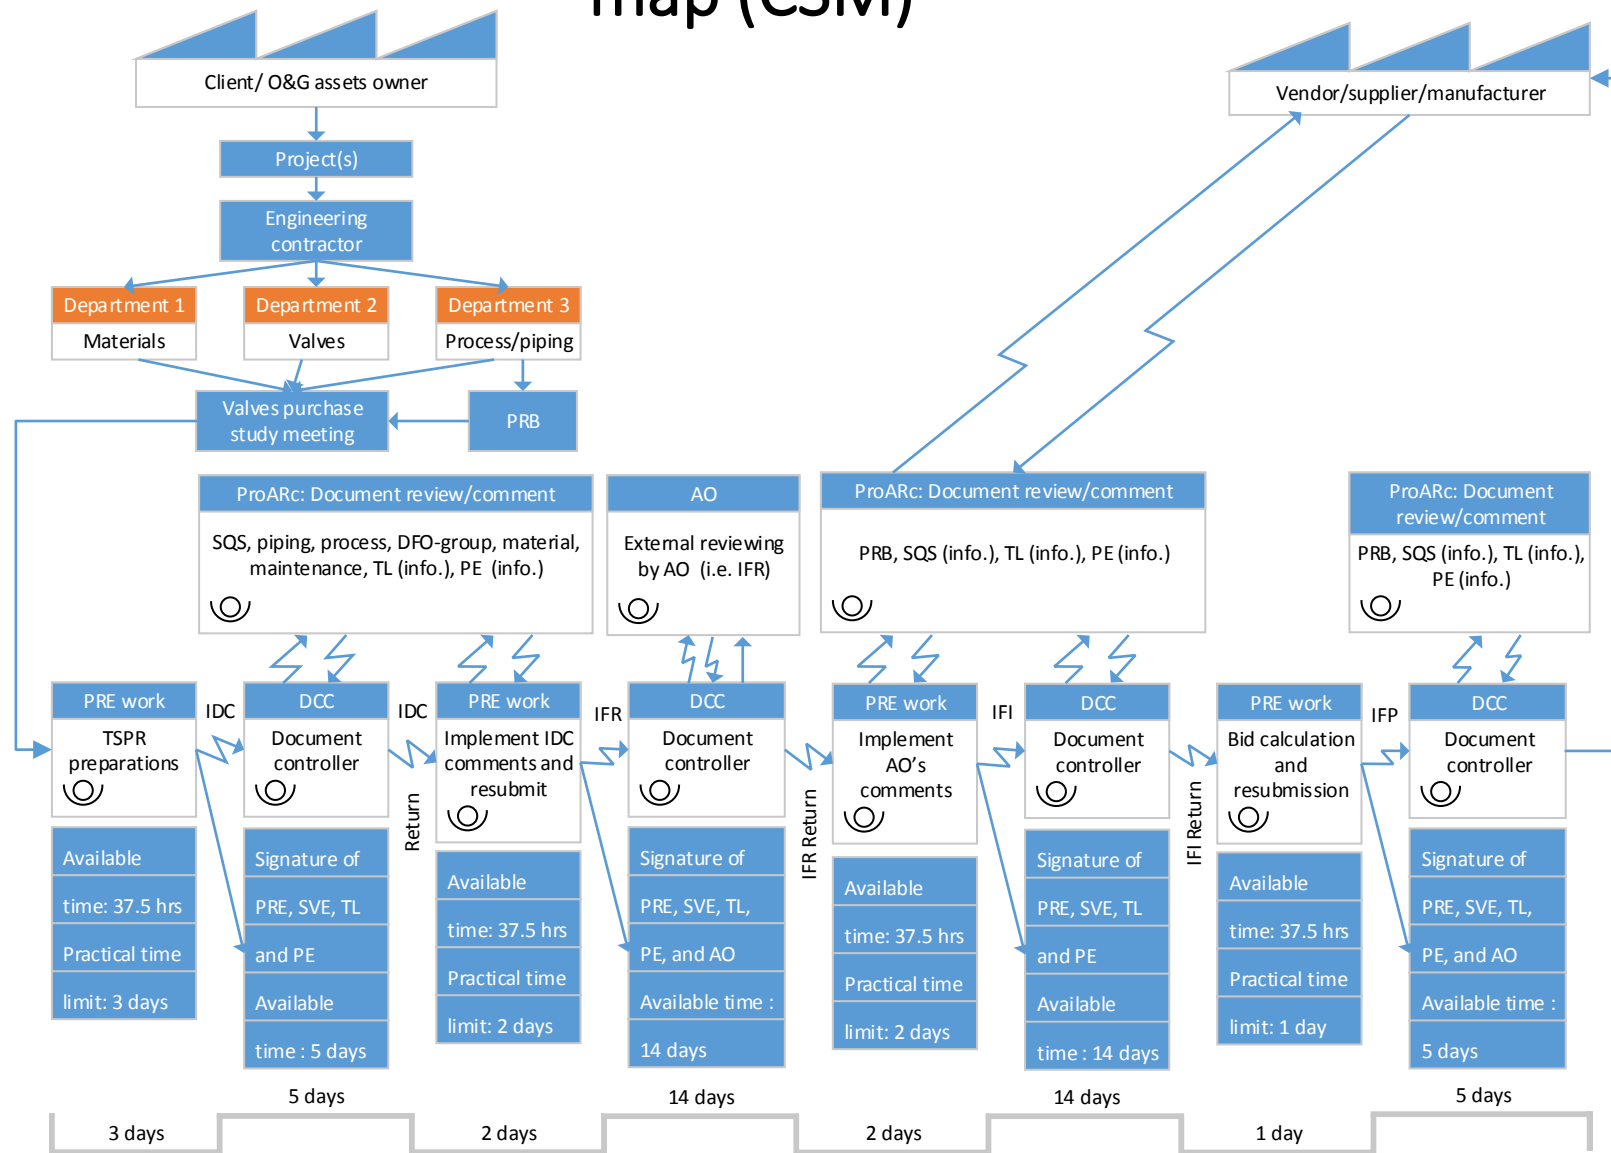 map (CSM)
Client/ O&G assets owner
Vendor/supplier/manufacturer
Project(s)
Engineering
contractor
Department 1
Materials
Department 2
Valves
Department 3
Process/piping
Valves purchase
study meeting
PRB
ProARc: Document review/comment
SQS, piping, process, DFO-group, material,
maintenance, TL (info.), PE (info.)
AO
External reviewing
by AO (i.e. IFR)
ProARc: Document review/comment
PRB, SQS (info.), TL (info.), PE (info.)
ProARc: Document
review/comment
PRB, SQS (info.), TL (info.),
PE (info.)
PRE work
TSPR
preparations
IDC
DCC
Document
controller
IDC
Return
PRE work
Implement IDC
comments and
resubmit
IFR
DCC
Document
controller
IFR Return
PRE work
Implement
AO’s
comments
IFI
DCC
Document
controller
IFI Return
PRE work
Bid calculation
and
resubmission
IFP
DCC
Document
controller
Available
time: 37.5 hrs
Practical time
limit: 3 days
Signature of
PRE, SVE, TL
and PE
Available
time : 5 days
Available
time: 37.5 hrs
Practical time
limit: 2 days
Signature of
PRE, SVE, TL,
PE, and AO
Available time :
14 days
Available
time: 37.5 hrs
Practical time
limit: 2 days
Signature of
PRE, SVE, TL
and PE
Available
time : 14 days
Available
time: 37.5 hrs
Practical time
limit: 1 day
Signature of
PRE, SVE, TL,
PE, and AO
Available time :
5 days
3 days
5 days
2 days
14 days
2 days
14 days
1 day
5 days